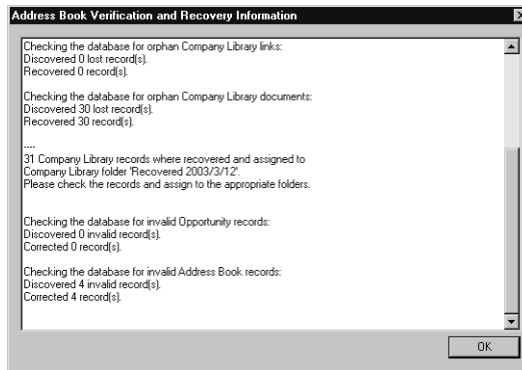 Address Book Verification and Recovery Information
Checking the database for orphan Company Library links:
Discovered 0 lost record(s).
Recovered 0 record(s).
Checking the database for orphan Company Library documents:
Discovered 30 lost record(s).
Recovered 30 record(s).
....
31 Company Library records where recovered and assigned to
Company Library folder 'Recovered 2003/3/12'.
Please check the records and assign to the appropriate folders.
Checking the database for invalid Opportunity records:
Discovered 0 invalid record(s).
Corrected 0 record(s).
Checking the database for invalid Address Book records:
Discovered 4 invalid record(s).
Corrected 4 record(s).
OK